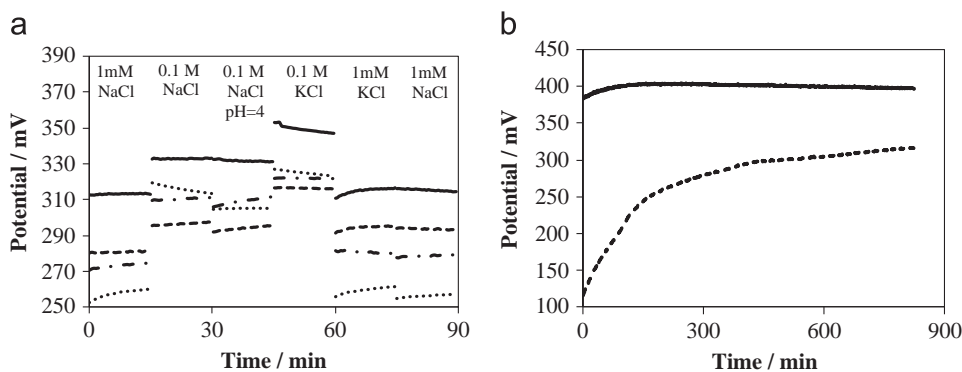 a
390
370
350
330
310
290
270
250
Potential / mV
1mM NaCl
0.1 M NaCl
0.1 M NaCl pH=4
0.1 M KCl
1mM KCl
1mM NaCl
0
30
60
90
Time / min
b
450
400
350
300
250
200
150
100
Potential / mV
0
300
600
900
Time / min